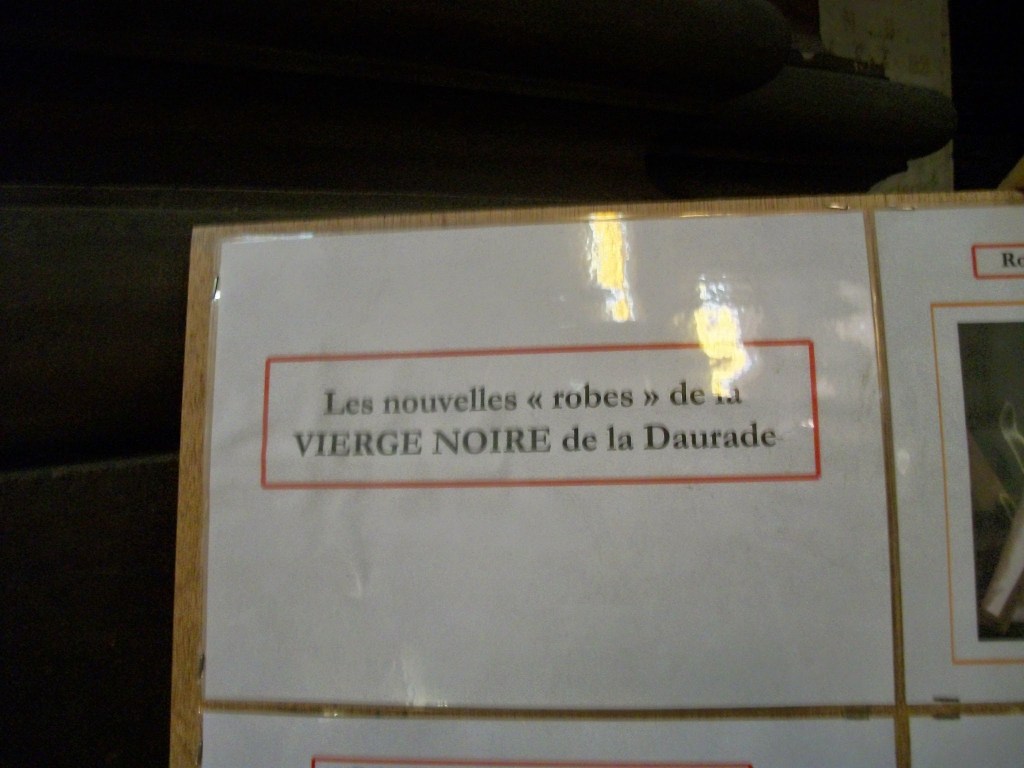 Les nouvelles « robes » de la
VIERGE NOIRE de la Daurade